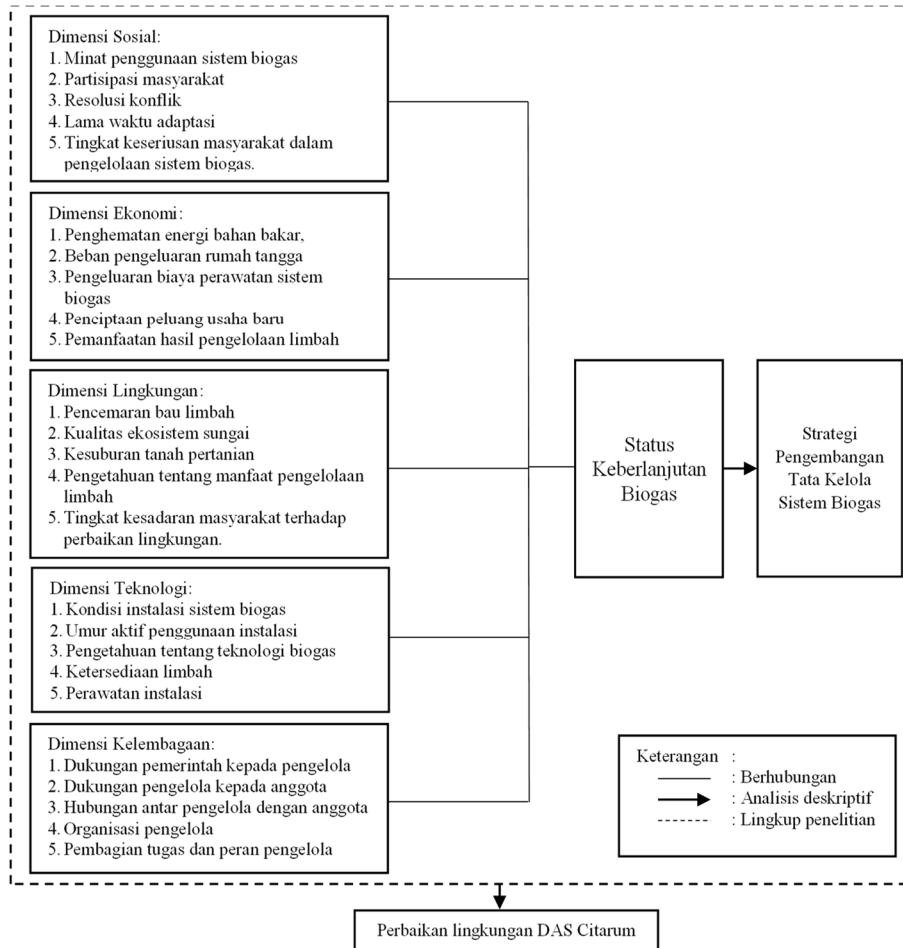 Dimensi Sosial:
1. Minat penggunaan sistem biogas
2. Partisipasi masyarakat
3. Resolusi konflik
4. Lama waktu adaptasi
5. Tingkat keseriusan masyarakat dalam
pengelolaan sistem biogas.
Dimensi Ekonomi:
1. Penghematan energi bahan bakar,
2. Beban pengeluaran rumah tangga
3. Pengeluaran biaya perawatan sistem
biogas
4. Penciptaan peluang usaha baru
5. Pemanfaatan hasil pengelolaan limbah
Dimensi Lingkungan:
1. Pencemaran bau limbah
2. Kualitas ekosistem sungai
3. Kesuburan tanah pertanian
4. Pengetahuan tentang manfaat pengelolaan
limbah
5. Tingkat kesadaran masyarakat terhadap
perbaikan lingkungan.
Dimensi Teknologi:
1. Kondisi instalasi sistem biogas
2. Umur aktif penggunaan instalasi
3. Pengetahuan tentang teknologi biogas
4. Ketersediaan limbah
5. Perawatan instalasi
Dimensi Kelembagaan:
1. Dukungan pemerintah kepada pengelola
2. Dukungan pengelola kepada anggota
3. Hubungan antar pengelola dengan anggota
4. Organisasi pengelola
5. Pembagian tugas dan peran pengelola
Status
Keberlanjutan
Biogas
Strategi
Pengembangan
Tata Kelola
Sistem Biogas
Keterangan :
: Berhubungan
: Analisis deskriptif
: Lingkup penelitian
Perbaikan lingkungan DAS Citarum